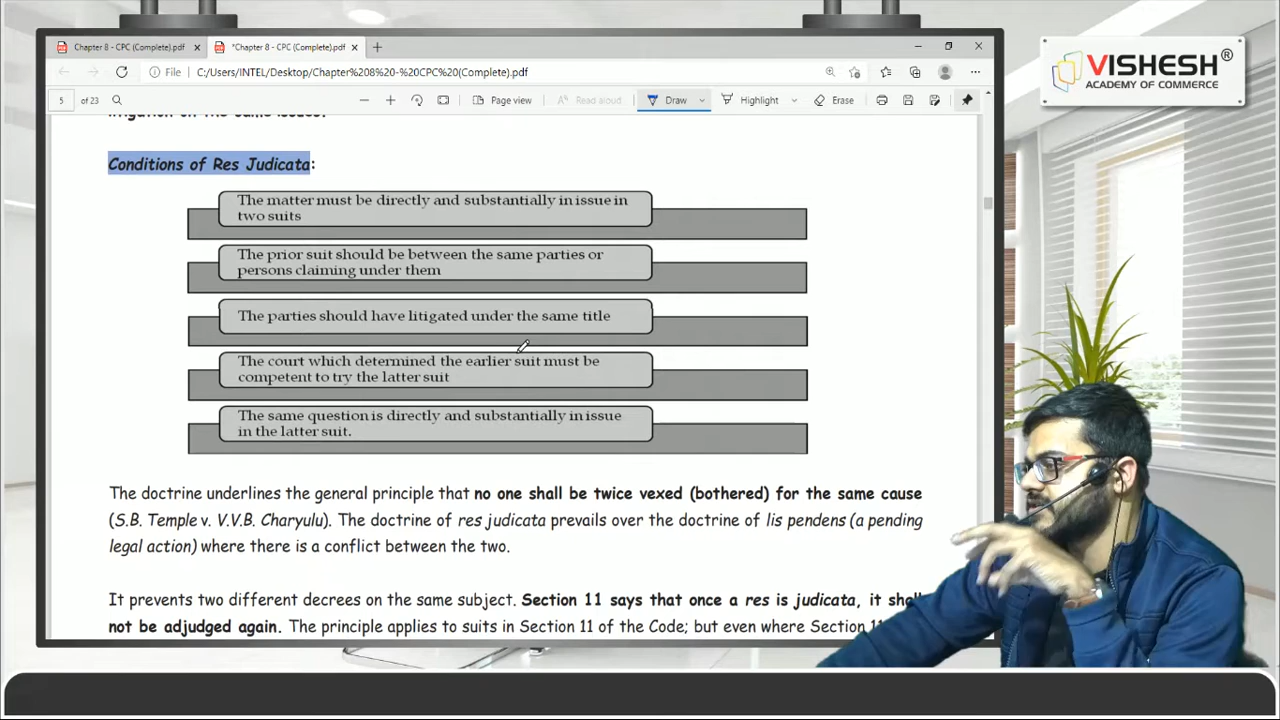 Chapter 8 - CPC (Complete).pdf
*Chapter 8 - CPC (Complete).pdf
File C:/Users/INTEL/Desktop/Chapter%208%20-%20CPC%20(Complete).pdf
5 of 23 Page view Read aloud Draw Highlight Erase
litigation on the same issues.
Conditions of Res Judicata:
The matter must be directly and substantially in issue in
two suits
The prior suit should be between the same parties or
persons claiming under them
The parties should have litigated under the same title
The court which determined the earlier suit must be
competent to try the latter suit
The same question is directly and substantially in issue
in the latter suit.
The doctrine underlines the general principle that no one shall be twice vexed (bothered) for the same cause
(S.B. Temple v. V.V.B. Charyulu). The doctrine of res judicata prevails over the doctrine of lis pendens (a pending
legal action) where there is a conflict between the two.
It prevents two different decrees on the same subject. Section 11 says that once a res is judicata, it shall
not be adjudged again. The principle applies to suits in Section 11 of the Code; but even where Section 11
VISHESH®
ACADEMY OF COMMERCE